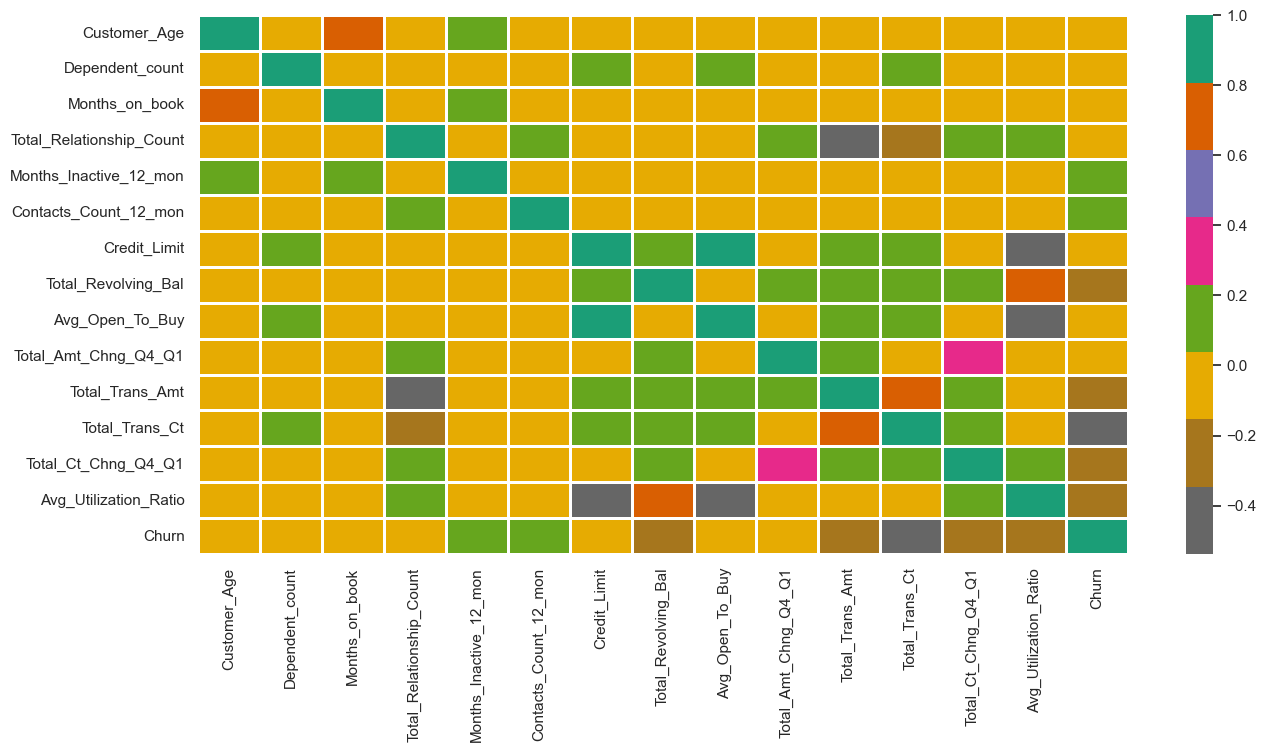 Customer_Age
Dependent_count
Months_on_book
Total_Relationship_Count
Months_Inactive_12_mon
Contacts_Count_12_mon
Credit_Limit
Total_Revolving_Bal
Avg_Open_To_Buy
Total_Amt_Chng_Q4_Q1
Total_Trans_Amt
Total_Trans_Ct
Total_Ct_Chng_Q4_Q1
Avg_Utilization_Ratio
Churn
Customer_Age
Dependent_count
Months_on_book
Total_Relationship_Count
Months_Inactive_12_mon
Contacts_Count_12_mon
Credit_Limit
Total_Revolving_Bal
Avg_Open_To_Buy
Total_Amt_Chng_Q4_Q1
Total_Trans_Amt
Total_Trans_Ct
Total_Ct_Chng_Q4_Q1
Avg_Utilization_Ratio
Churn
1.0
0.8
0.6
0.4
0.2
0.0
−0.2
−0.4